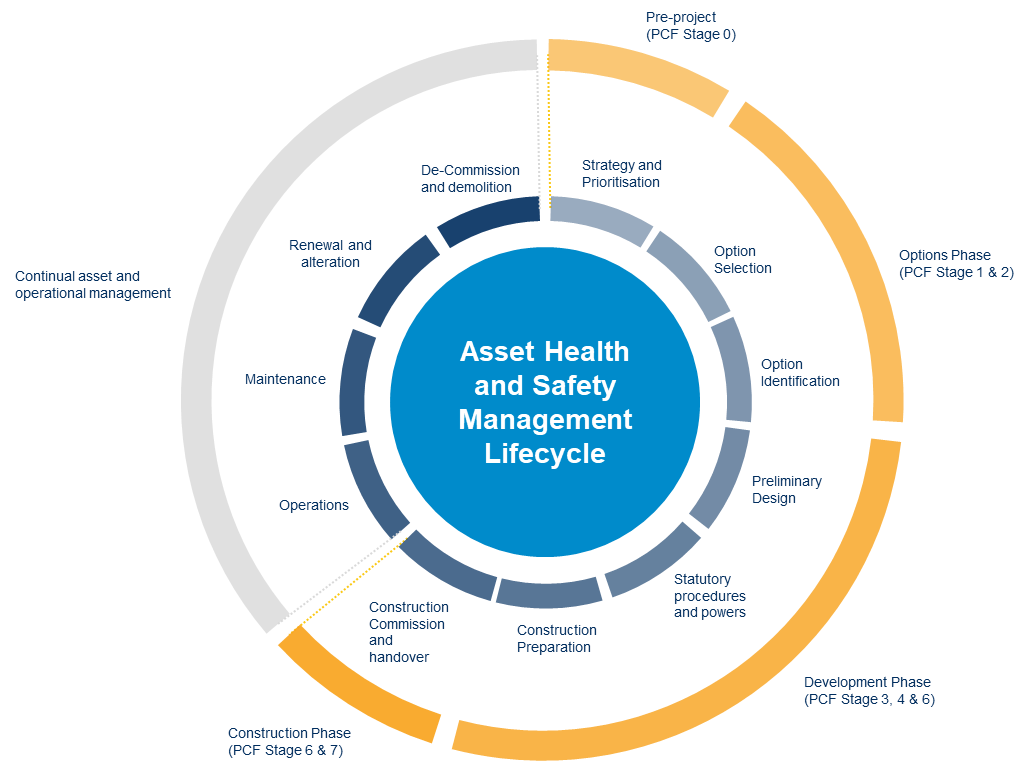 Pre-project
(PCF Stage 0)
De-Commission
and demolition
Strategy and
Prioritisation
Renewal and
alteration
Option
Selection
Options Phase
(PCF Stage 1 & 2)
Continual asset and
operational management
Asset Health
and Safety
Management
Lifecycle
Maintenance
Option
Identification
Operations
Preliminary
Design
Statutory
procedures
and powers
Construction
Commission
and
handover
Construction
Preparation
Development Phase
(PCF Stage 3, 4 & 6)
Construction Phase
(PCF Stage 6 & 7)